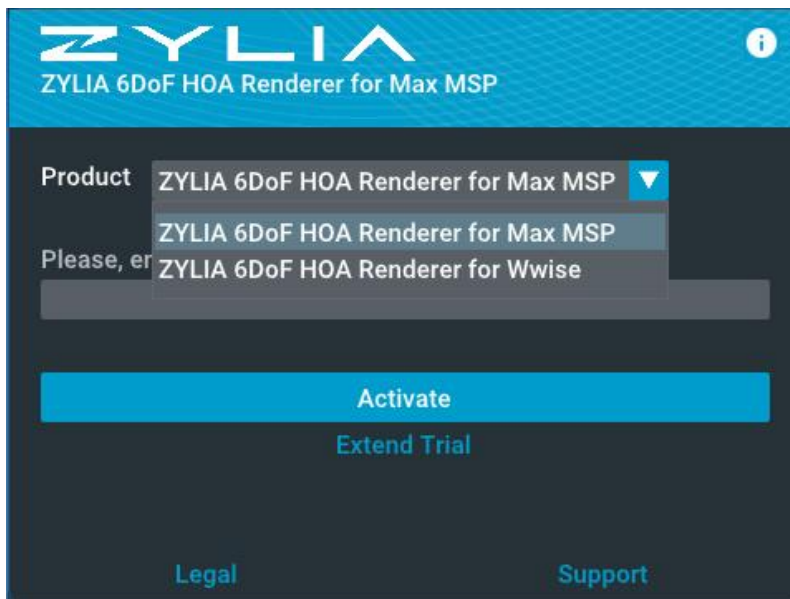 ZYLIA
ZYLIA 6DoF HOA Renderer for Max MSP
Product ZYLIA 6DoF HOA Renderer for Max MSP
ZYLIA 6DoF HOA Renderer for Max MSP
Please,
ZYLIA 6DoF HOA Renderer for Wwise
Activate
Extend Trial
Legal Support